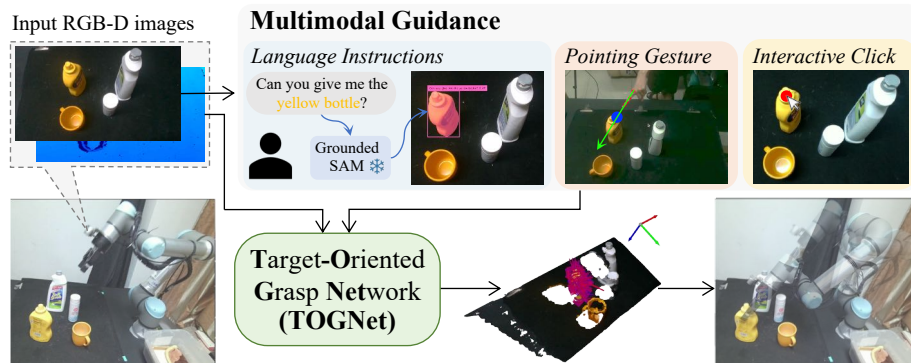 Input RGB-D images
Multimodal Guidance
Language Instructions
Can you give me the
yellow bottle?
Grounded
SAM
Pointing Gesture
Interactive Click
Target-Oriented
Grasp Network
(TOGNet)